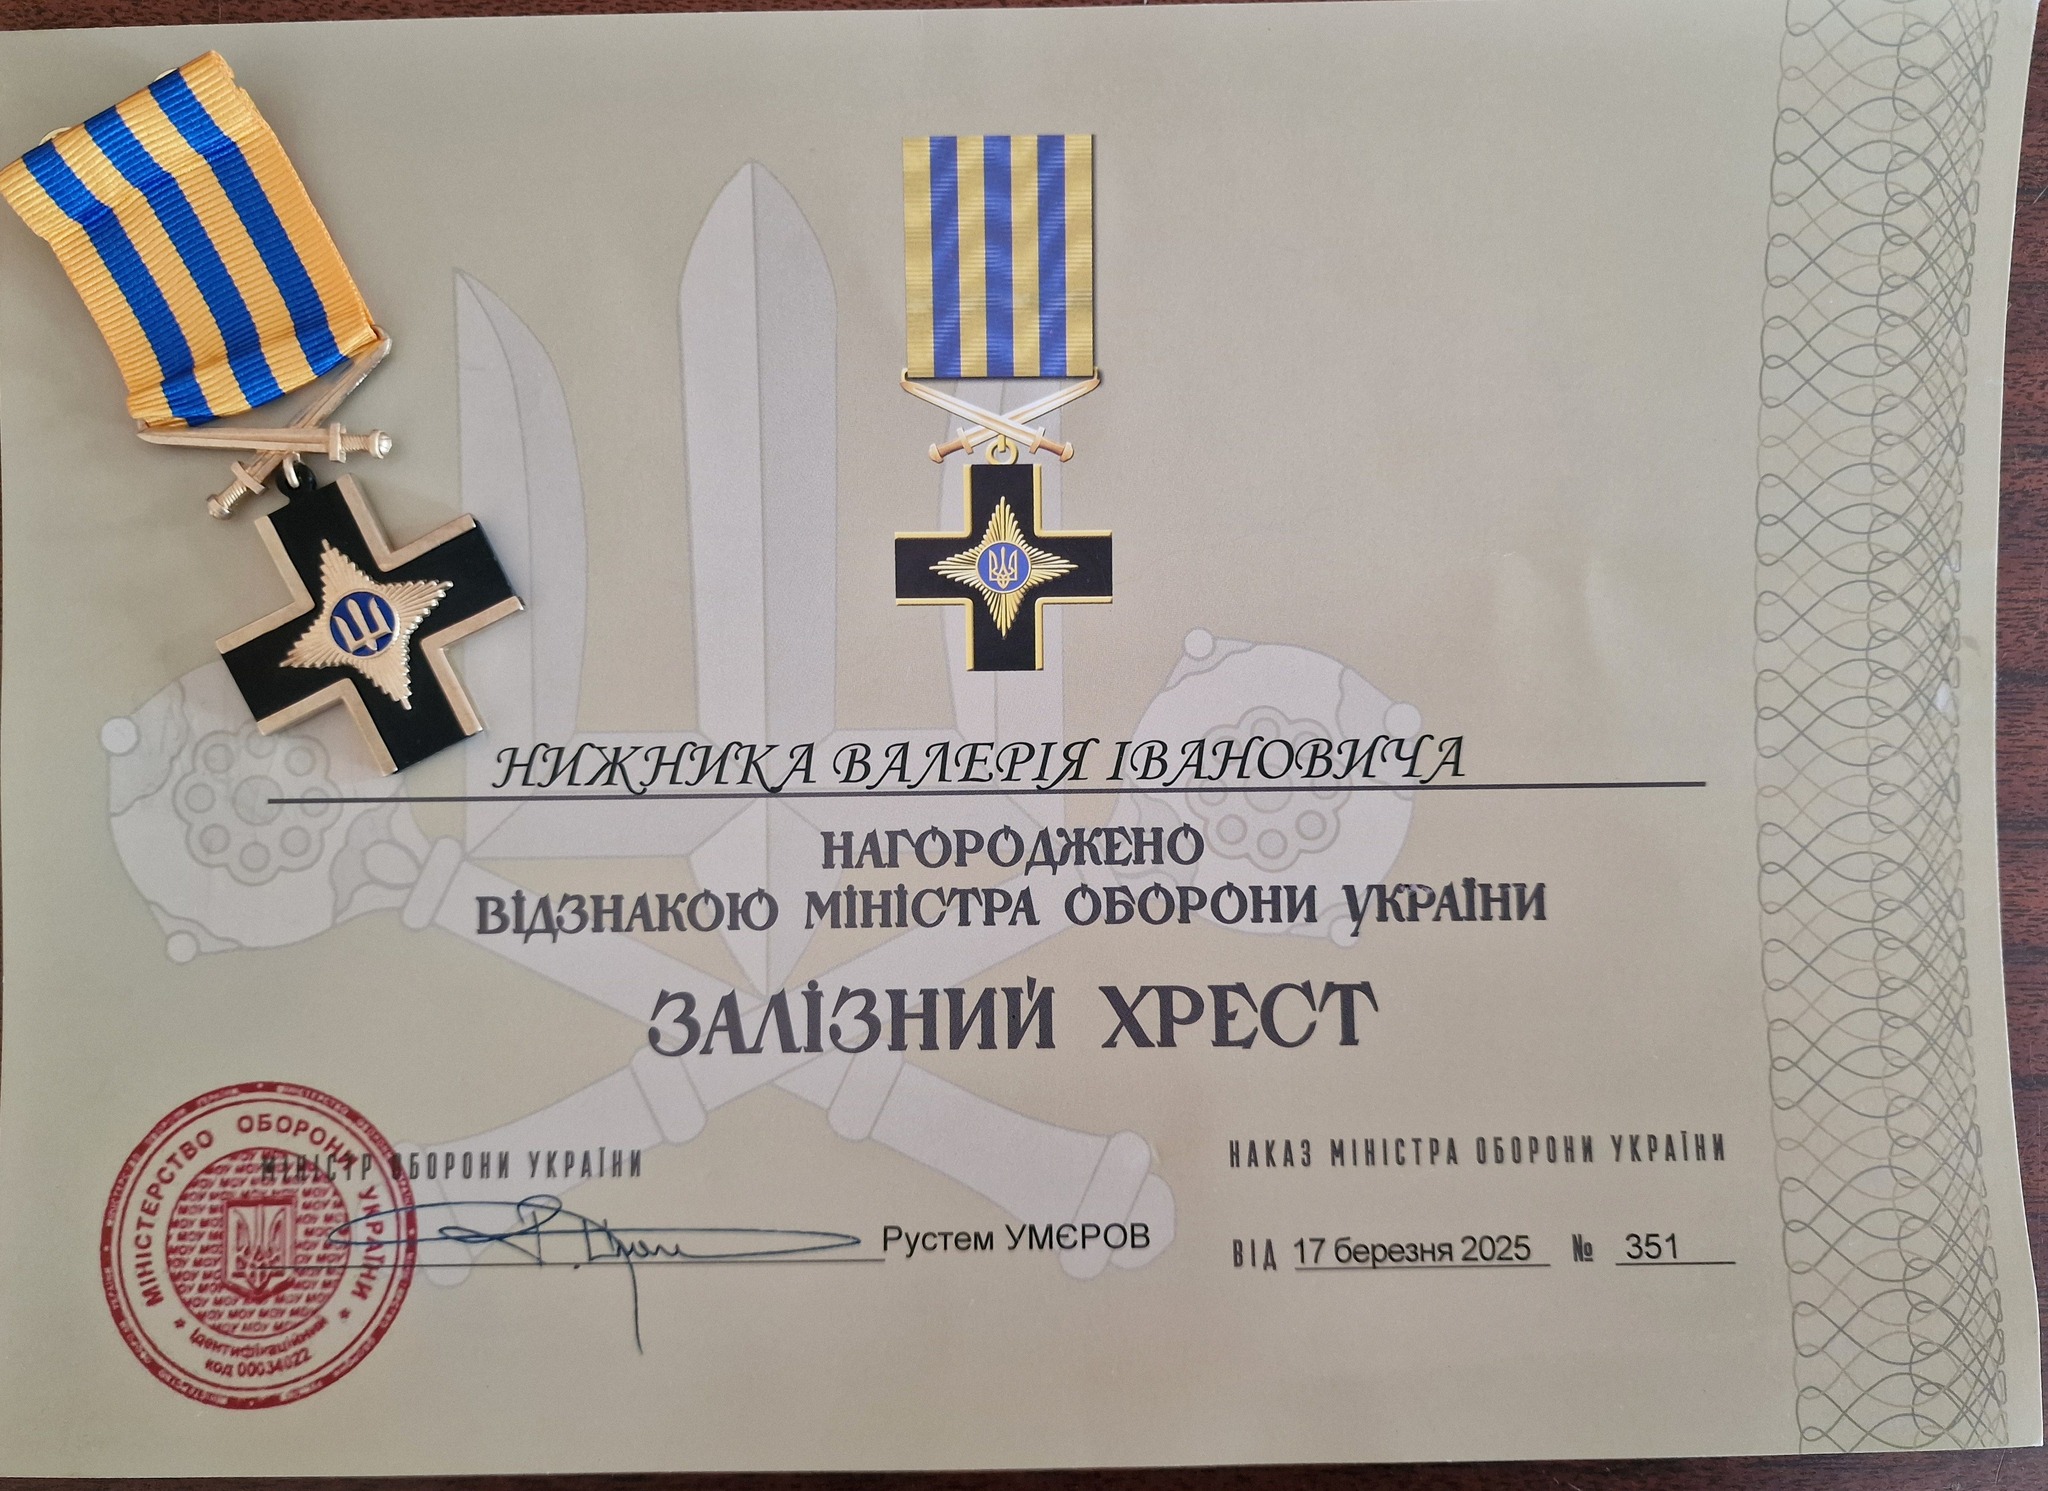 НИЖНИКА ВАЛЕРІЯ ІВАНОВИЧА
НАГОРОДЖЕНО
ВІДЗНАКОЮ МІНІСТРА ОБОРОНИ УКРАЇНИ
ЗАЛІЗНИЙ ХРЕСТ
МІНІСТР ОБОРОНИ УКРАЇНИ
Рустем УМЄРОВ
НАКАЗ МІНІСТРА ОБОРОНИ УКРАЇНИ
ВІД 17 березня 2025 № 351
МІНІСТЕРСТВО ОБОРОНИ УКРАЇНИ
Ідентифікаційний
код 00034022